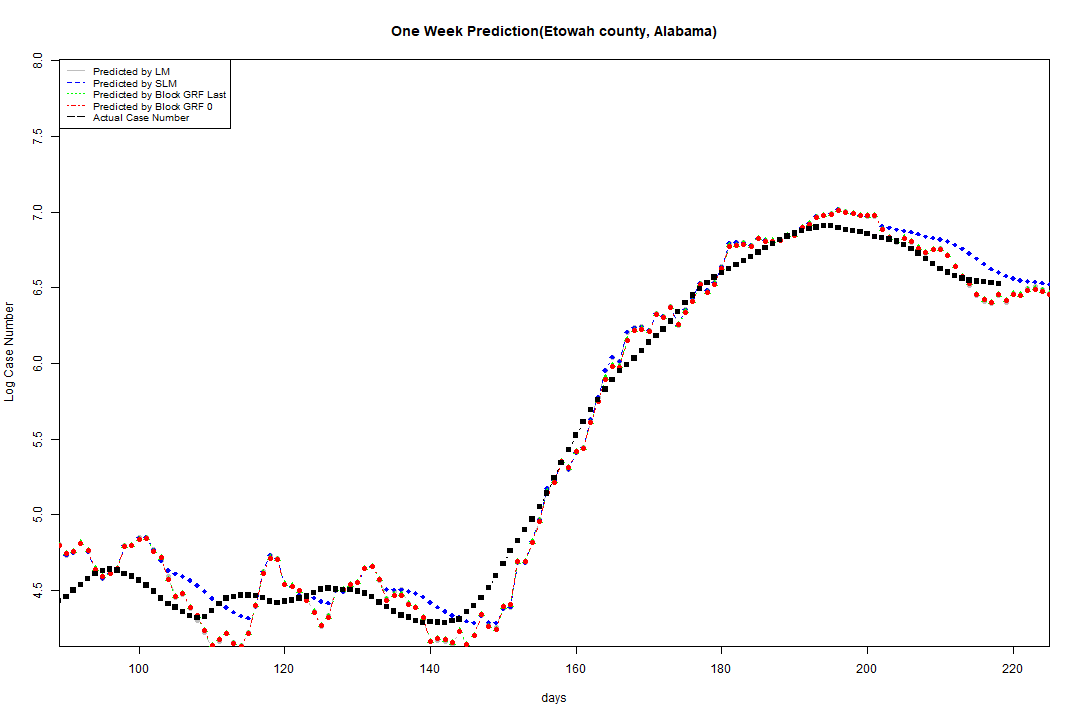 One Week Prediction(Etowah county, Alabama)
Predicted by LM
Predicted by SLM
Predicted by Block GRF Last
Predicted by Block GRF 0
Actual Case Number
8.0
7.5
7.0
6.5
6.0
5.5
5.0
4.5
Log Case Number
100 120 140 160 180 200 220
days